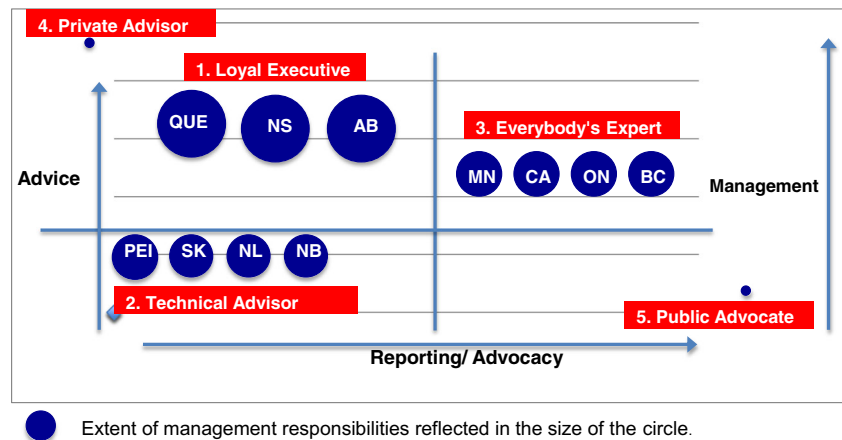 4. Private Advisor
1. Loyal Executive
QUE
NS
AB
3. Everybody's Expert
MN
CA
ON
BC
Advice
Management
PEI
SK
NL
NB
2. Technical Advisor
5. Public Advocate
Reporting/ Advocacy
Extent of management responsibilities reflected in the size of the circle.